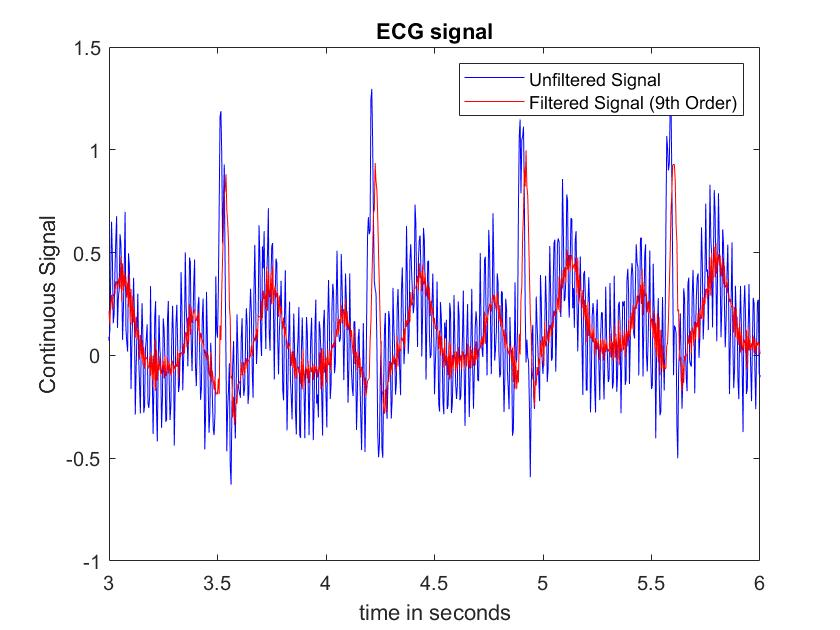 ECG signal
1.5
Unfiltered Signal
Filtered Signal (9th Order)
1
0.5
0
-0.5
-1
Continuous Signal
3
3.5
4
4.5
5
5.5
6
time in seconds